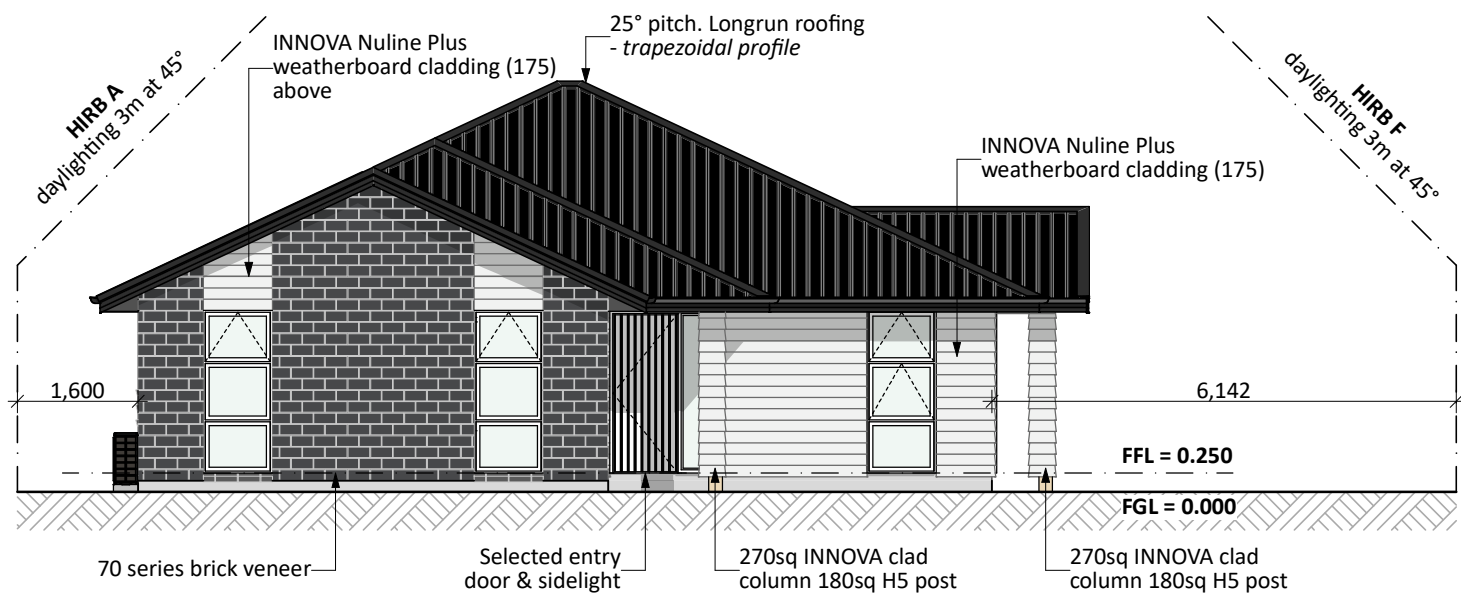 25° pitch. Longrun roofing
- trapezoidal profile
INNOVA Nuline Plus
weatherboard cladding (175)
above
HIRB A
daylighting 3m at 45°
HIRB F
daylighting 3m at 45°
INNOVA Nuline Plus
weatherboard cladding (175)
1,600
6,142
FFL = 0.250
FGL = 0.000
70 series brick veneer
Selected entry
door & sidelight
270sq INNOVA clad
column 180sq H5 post
270sq INNOVA clad
column 180sq H5 post